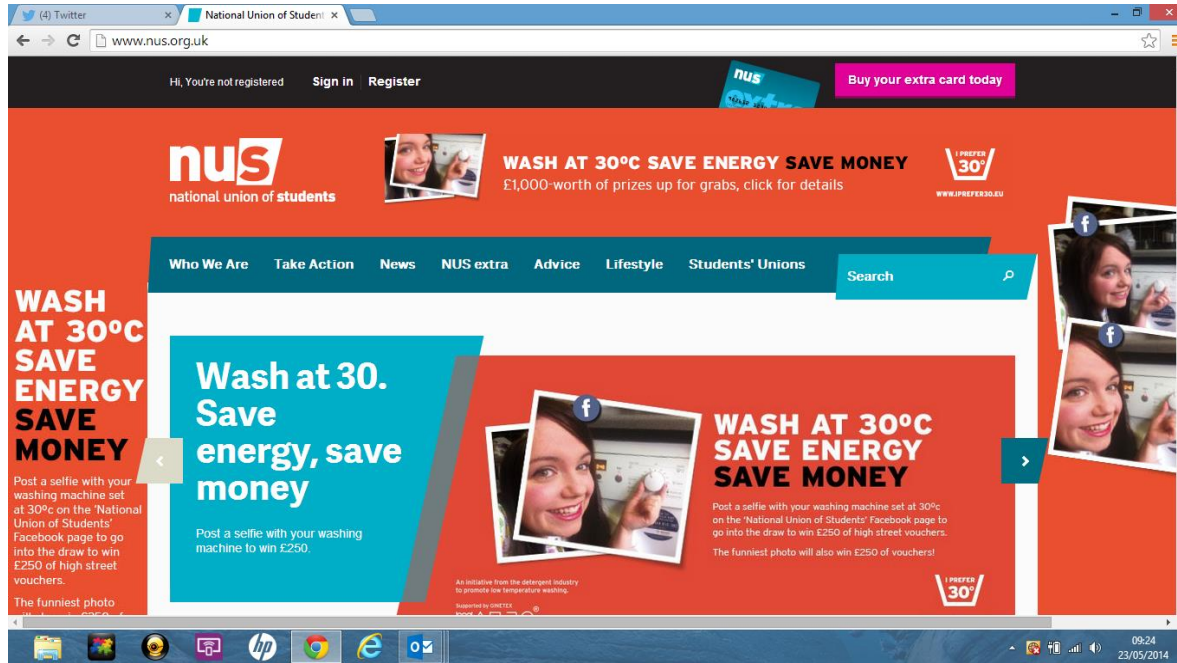 (4) Twitter
National Union of Student
www.nus.org.uk
Hi, You're not registered Sign in Register
nus
extra
Buy your extra card today
nus
national union of students
WASH AT 30ºC SAVE ENERGY SAVE MONEY
£1,000-worth of prizes up for grabs, click for details
I PREFER
30°
WWW.IPREFER30.EU
Who We Are Take Action News NUS extra Advice Lifestyle Students' Unions
Search
WASH
AT 30ºC
SAVE
ENERGY
SAVE
MONEY
Post a selfie with your
washing machine set
at 30ºc on the 'National
Union of Students'
Facebook page to go
into the draw to win
£250 of high street
vouchers.
The funniest photo
Wash at 30.
Save
energy, save
money
Post a selfie with your washing
machine to win £250.
f
WASH AT 30ºC
SAVE ENERGY
SAVE MONEY
Post a selfie with your washing machine set at 30ºc
on the 'National Union of Students' Facebook page to
go into the draw to win £250 of high street vouchers.
The funniest photo will also win £250 of vouchers!
An initiative from the detergent industry
to promote low temperature washing.
Supported by GINETEX
I PREFER
30°
f
f
hp
09:24
23/05/2014